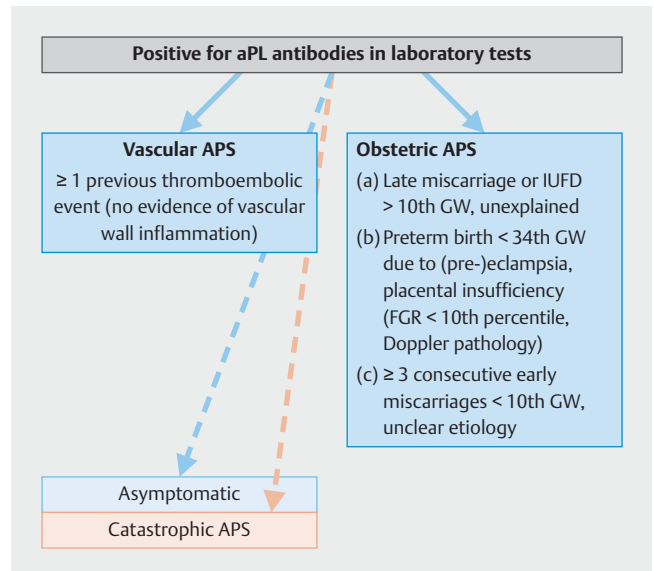 Positive for aPL antibodies in laboratory tests
Vascular APS
≥ 1 previous thromboembolic
event (no evidence of vascular
wall inflammation)
Obstetric APS
(a) Late miscarriage or IUFD
> 10th GW, unexplained
(b) Preterm birth < 34th GW
due to (pre-)eclampsia,
placental insufficiency
(FGR < 10th percentile,
Doppler pathology)
(c) ≥ 3 consecutive early
miscarriages < 10th GW,
unclear etiology
Asymptomatic
Catastrophic APS